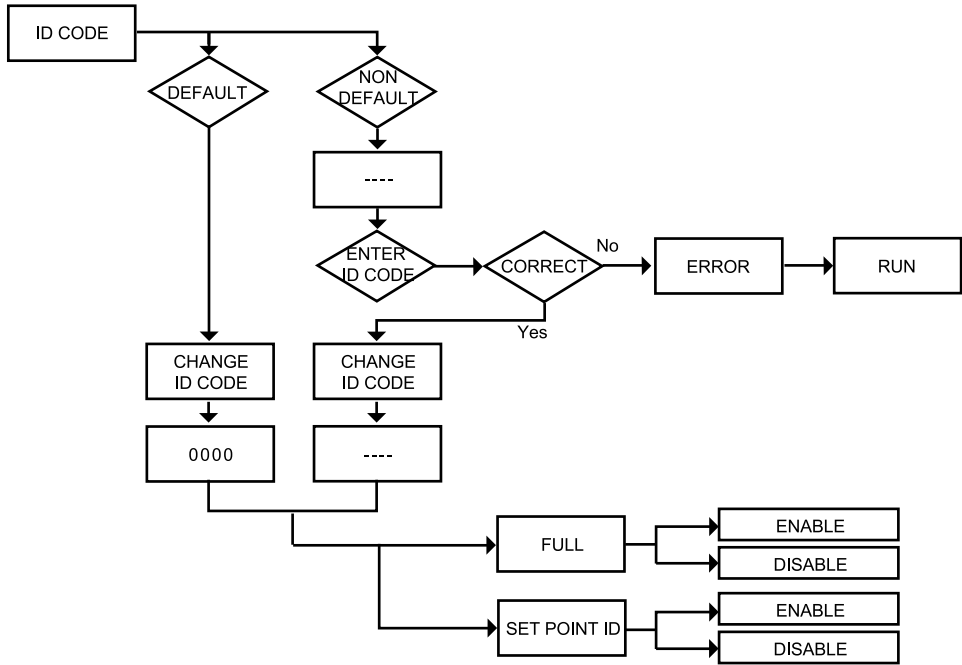 ID CODE
DEFAULT
NON
DEFAULT
----
ENTER
ID CODE
CORRECT
No
ERROR
RUN
Yes
CHANGE
ID CODE
CHANGE
ID CODE
0000
----
FULL
ENABLE
DISABLE
SET POINT ID
ENABLE
DISABLE